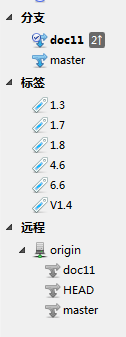 分支
doc11 2↑
master
标签
1.3
1.7
1.8
4.6
6.6
V1.4
远程
origin
doc11
HEAD
master